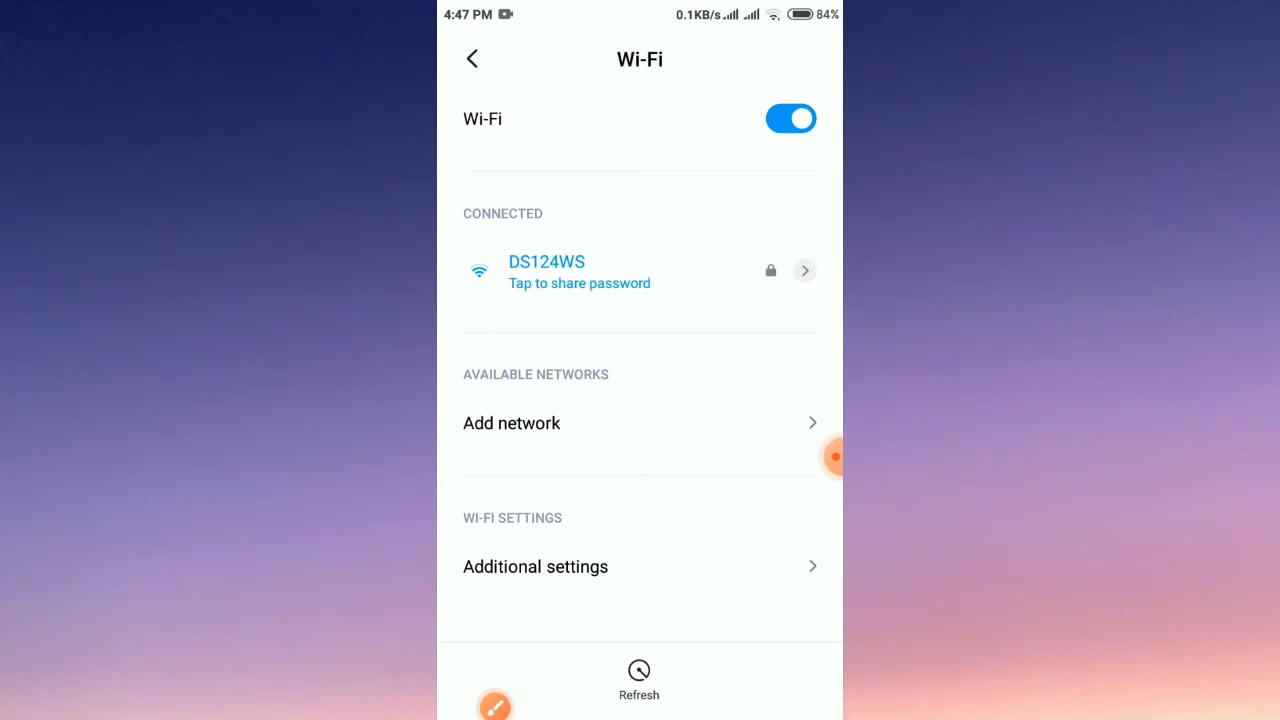 4:47 PM 0.1KB/s 84%
Wi-Fi
Wi-Fi
CONNECTED
DS124WS
Tap to share password
AVAILABLE NETWORKS
Add network
WI-FI SETTINGS
Additional settings
Refresh